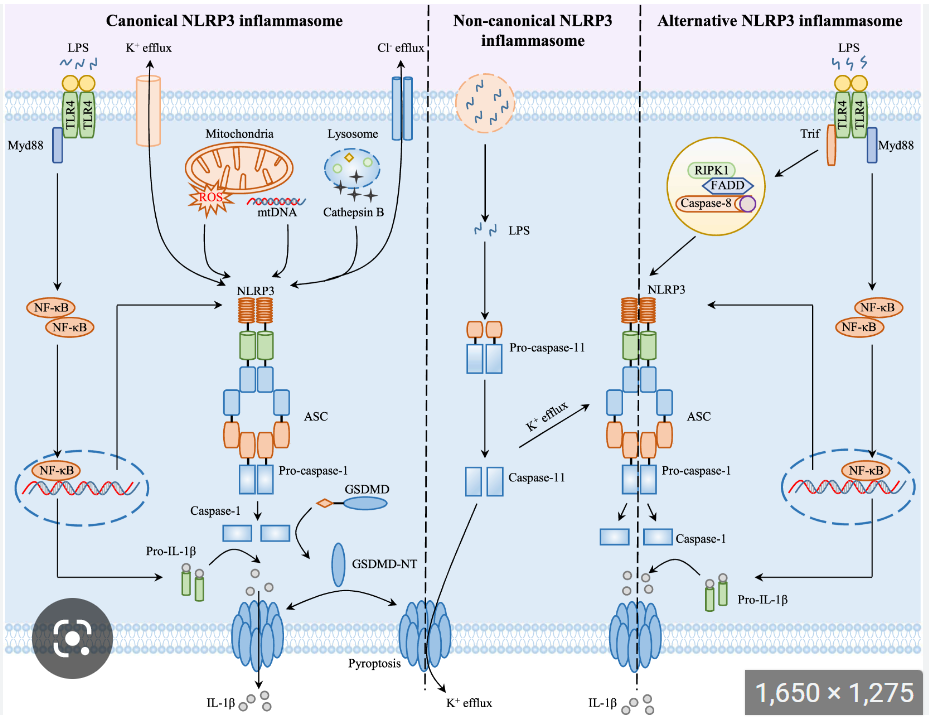 Canonical NLRP3 inflammasome
Non-canonical NLRP3
inflammasome
Alternative NLRP3 inflammasome
LPS
K⁺ efflux
Cl⁻ efflux
LPS
TLR4
TLR4
TLR4
TLR4
Myd88
Mitochondria
Lysosome
Trif
Myd88
ROS
mtDNA
Cathepsin B
RIPK1
FADD
Caspase-8
LPS
NLRP3
NLRP3
NF-κB
NF-κB
NF-κB
NF-κB
Pro-caspase-11
ASC
K⁺ efflux
ASC
NF-κB
Pro-caspase-1
Caspase-11
Pro-caspase-1
NF-κB
GSDMD
Caspase-1
Caspase-1
Pro-IL-1β
GSDMD-NT
Pro-IL-1β
Pyroptosis
IL-1β
K⁺ efflux
IL-1β
1,650 × 1,275